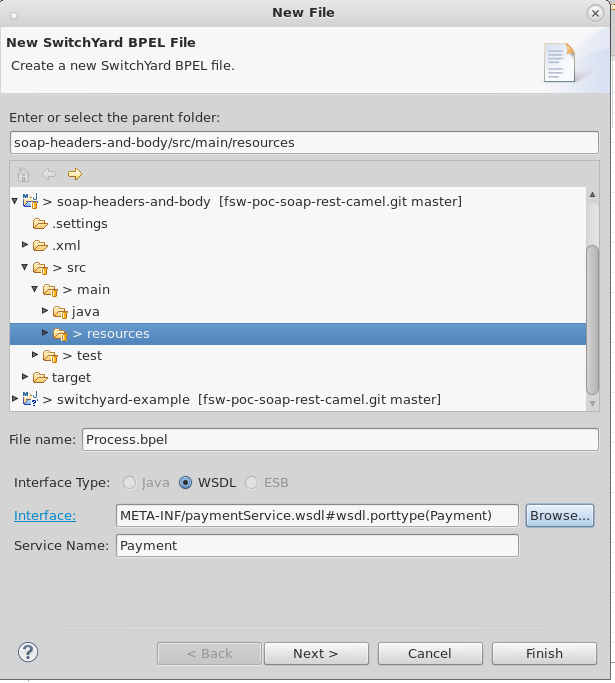 New File
New SwitchYard BPEL File
Create a new SwitchYard BPEL file.
Enter or select the parent folder:
soap-headers-and-body/src/main/resources
> soap-headers-and-body [fsw-poc-soap-rest-camel.git master]
.settings
> .xml
> src
> main
java
> resources
> test
target
> switchyard-example [fsw-poc-soap-rest-camel.git master]
File name: Process.bpel
Interface Type: Java WSDL ESB
Interface: META-INF/paymentService.wsdl#wsdl.porttype(Payment) Browse...
Service Name: Payment
? < Back Next > Cancel Finish